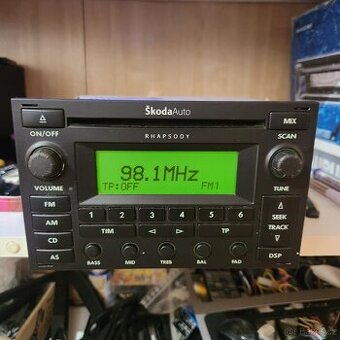 ŠkodaAuto
ON/OFF
MIX
RHAPSODY
SCAN
98.1MHz
TP:OFF FM1
VOLUME
TUNE
FM
1 2 3 4 5 6
SEEK
TRACK
AM
TIM
TP
CD
AS
BASS MID TREB BAL FAD
DSP